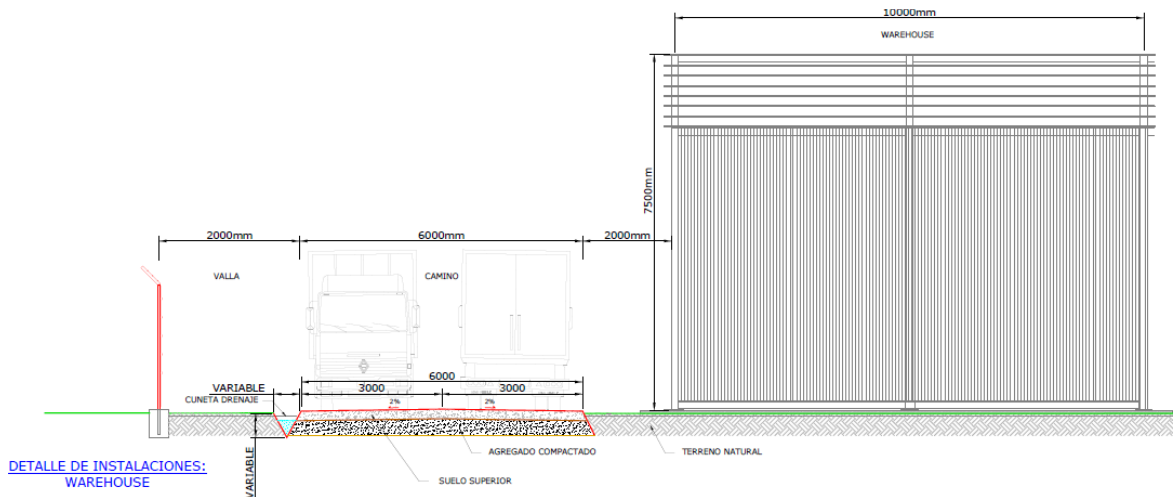 10000mm
WAREHOUSE
7500mm
2000mm
6000mm
2000mm
VALLA
CAMINO
6000
VARIABLE
3000
3000
CUNETA DRENAJE
2%
2%
AGREGADO COMPACTADO
TERRENO NATURAL
DETALLE DE INSTALACIONES:
WAREHOUSE
VARIABLE
SUELO SUPERIOR